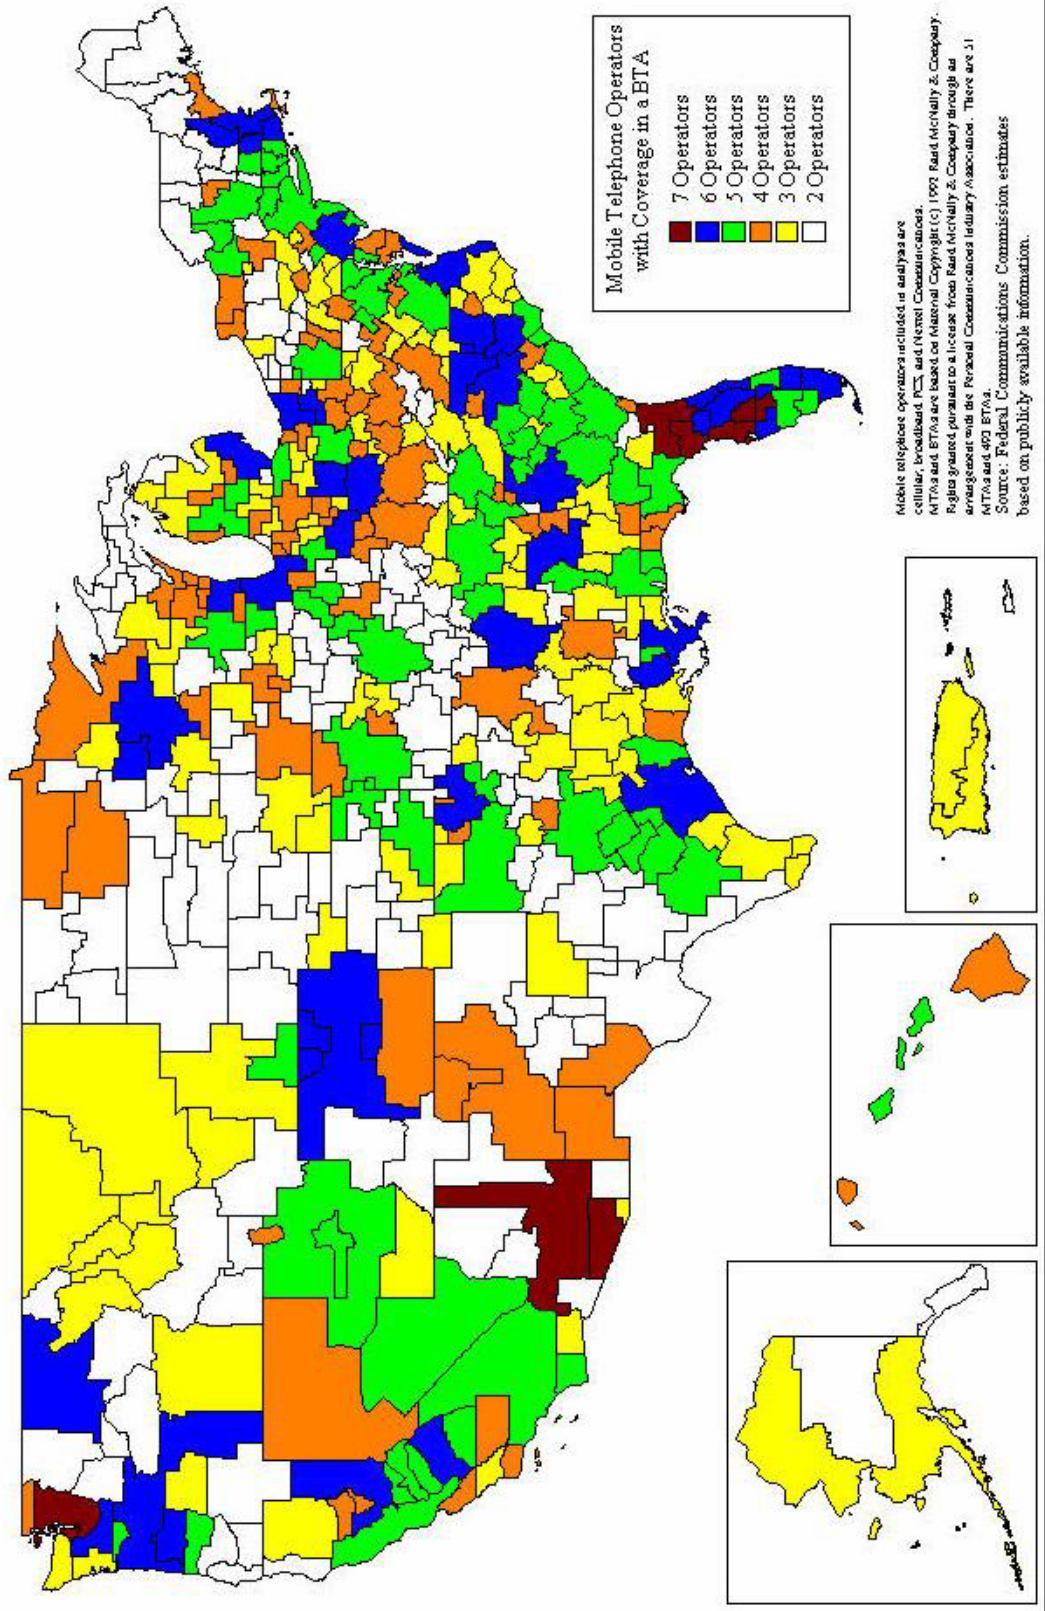 Mobile Telephone Operators
with Coverage in a BTA
7 Operators
6 Operators
5 Operators
4 Operators
3 Operators
2 Operators
Mobile telephone operators included in analysis are
cellular, broadband PCS, and Nextel Communications.
MTAs and BTAs are based on Material Copyright (c) 1992 Rand McNally & Company.
Rights granted pursuant to a license from Rand McNally & Company through an
arrangement with the Personal Communications Industry Association. There are 51
MTAs and 493 BTAs.
Source: Federal Communications Commission estimates
based on publicly available information.